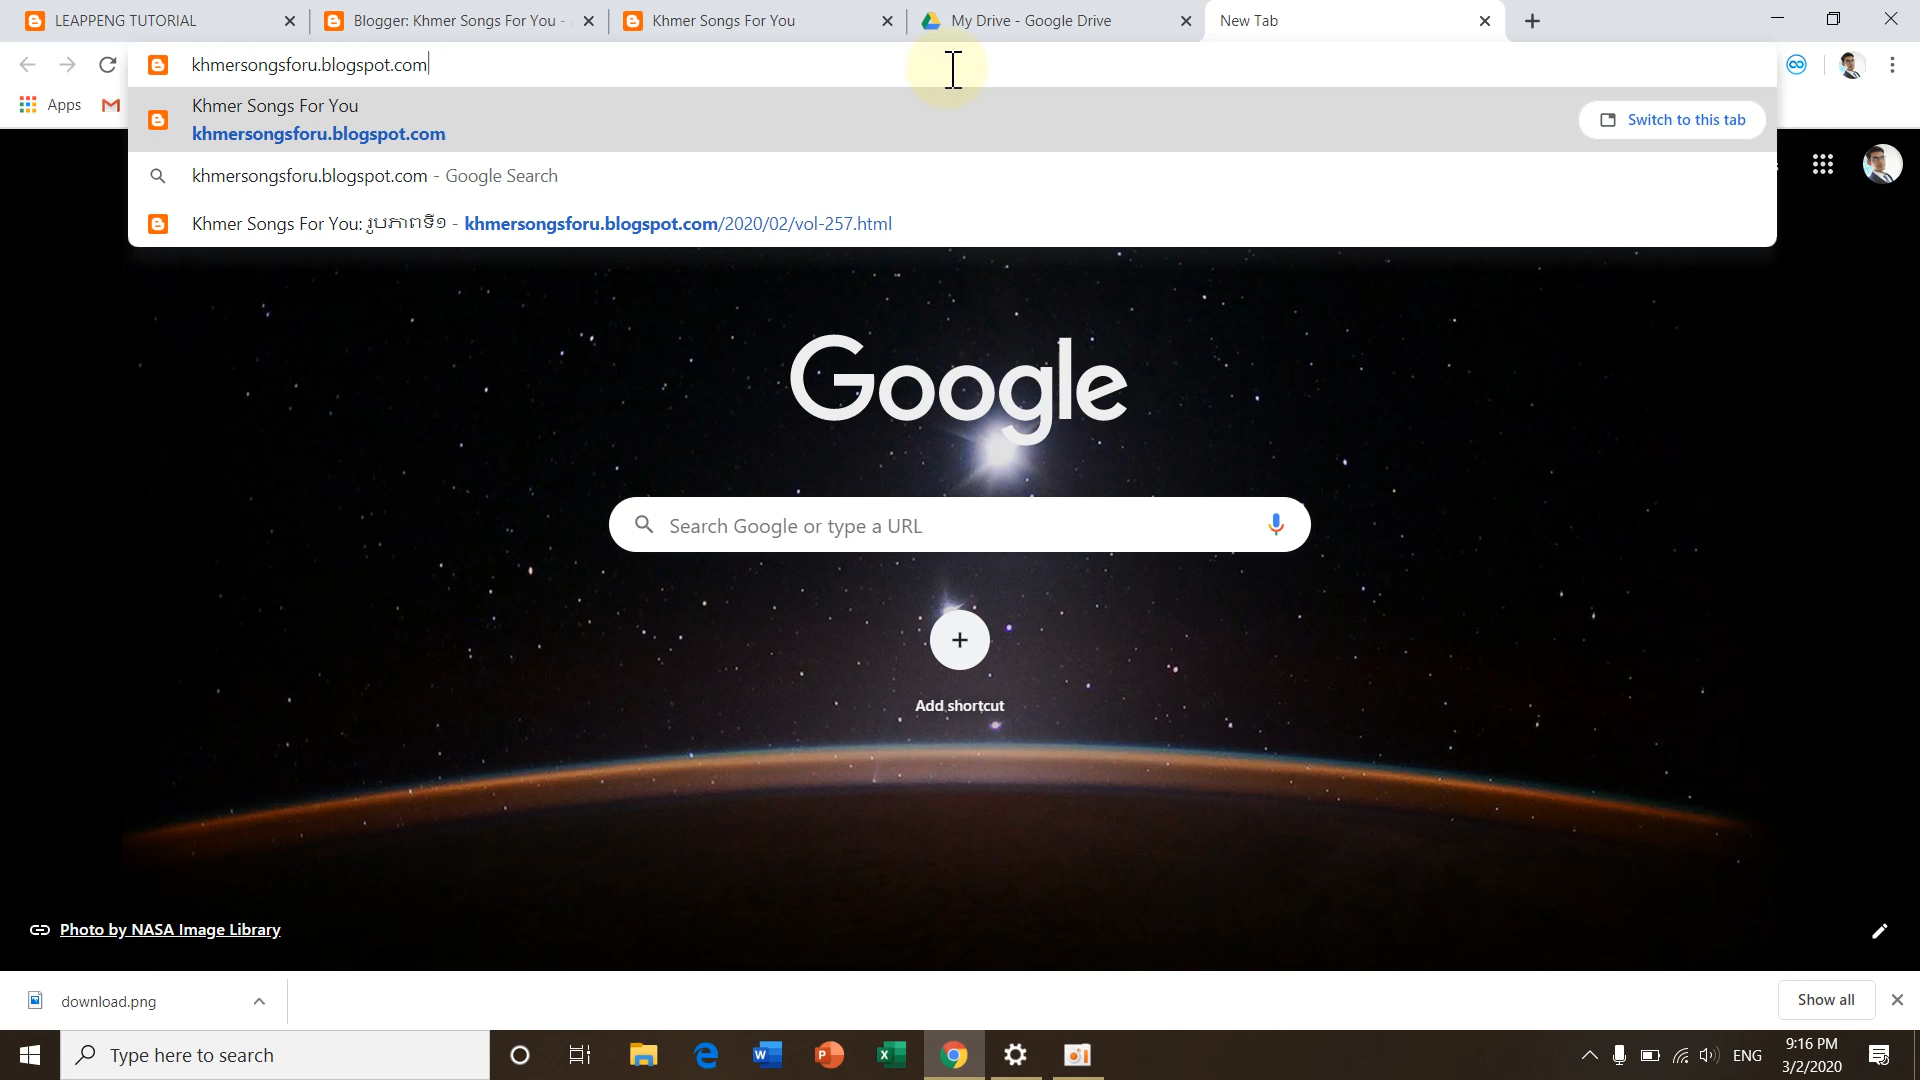 LEAPPENG TUTORIAL
Blogger: Khmer Songs For You -
Khmer Songs For You
My Drive - Google Drive
New Tab
khmersongsforu.blogspot.com
Apps
Khmer Songs For You
khmersongsforu.blogspot.com
Switch to this tab
khmersongsforu.blogspot.com - Google Search
Khmer Songs For You: រូបភាពទី១ - khmersongsforu.blogspot.com/2020/02/vol-257.html
Google
Search Google or type a URL
Add shortcut
Photo by NASA Image Library
download.png
Show all
Type here to search
ENG
9:16 PM
3/2/2020